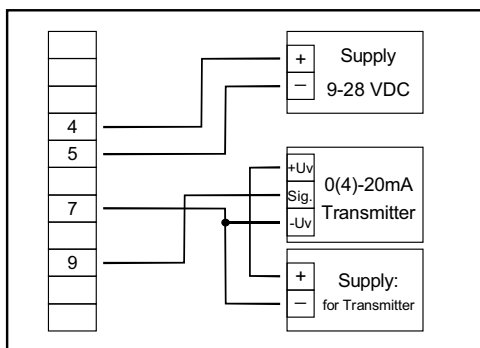 4
5
7
9
+
–
Supply
9-28 VDC
+Uv
Sig.
-Uv
0(4)-20mA
Transmitter
+
–
Supply:
for Transmitter